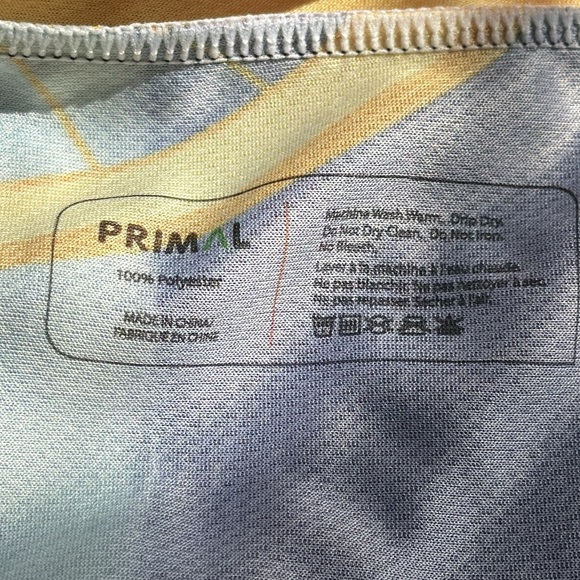 PRIMAL
100% Polyester
MADE IN CHINA/
FABRIQUE EN CHINE
Machine Wash Warm. Drip Dry.
Do Not Dry Clean. Do Not Iron.
No Bleach.
Laver à la machine à l'eau chaude.
Ne pas blanchir. Ne pas Nettoyer à sec.
Ne pas repasser. Sécher à l'air.